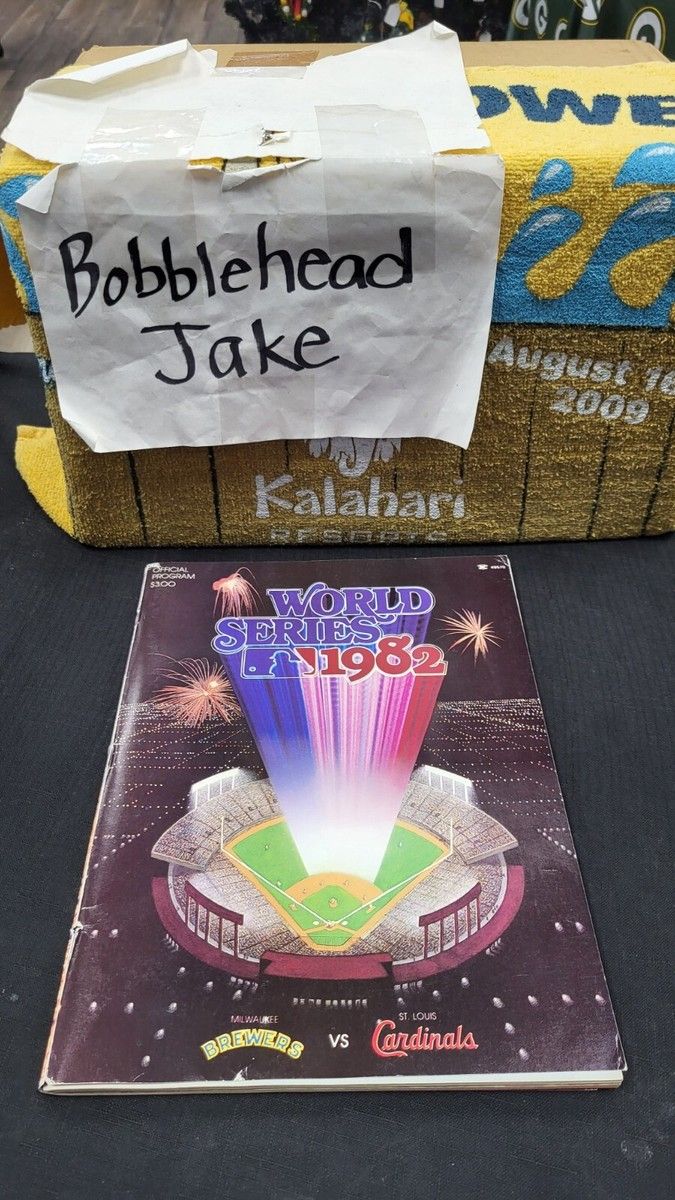 Bobblehead
Jake
August 16
2009
Kalahari
RESORTS
OFFICIAL
PROGRAM
$3.00
WORLD
SERIES
1982
MILWAUKEE
BREWERS
VS
ST. LOUIS
Cardinals